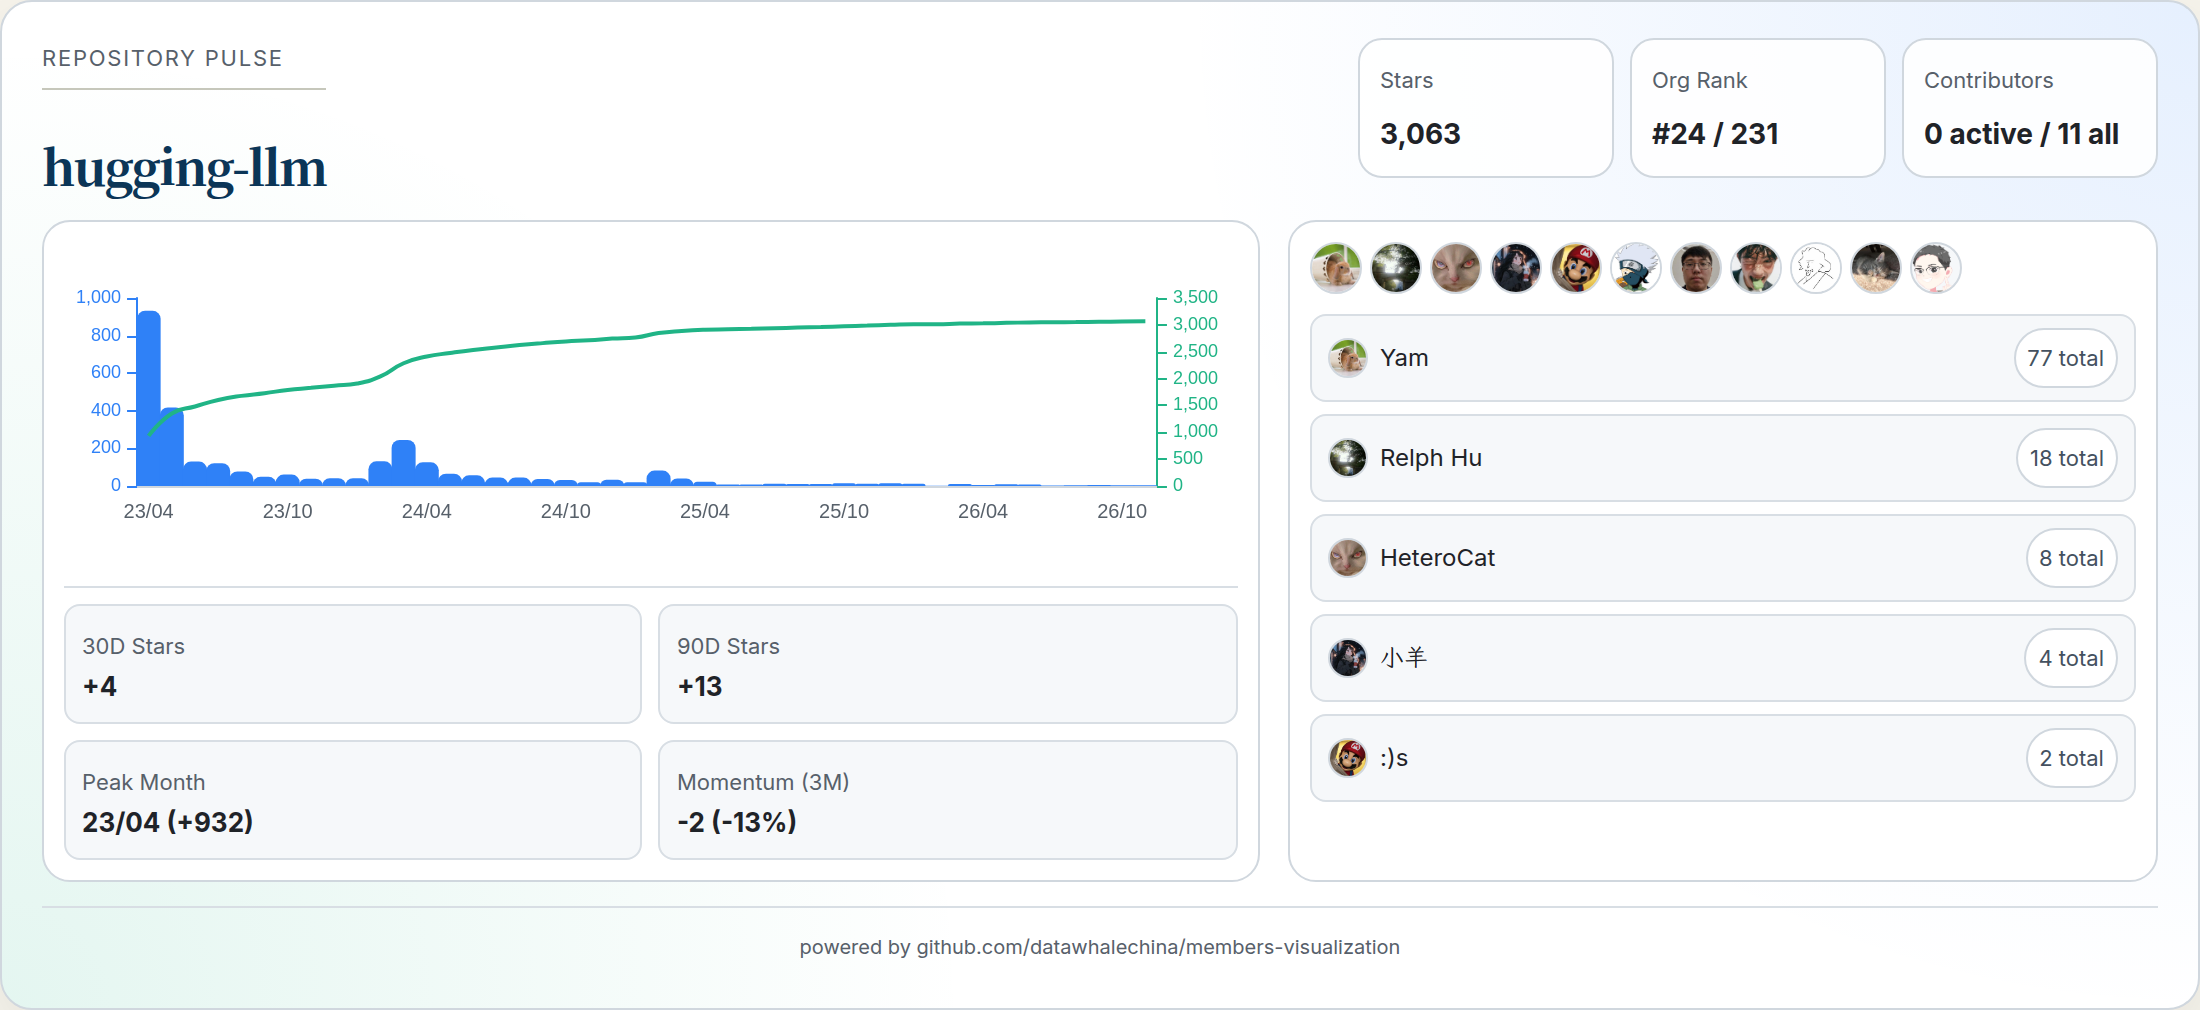 REPOSITORY PULSE
hugging-llm
Stars
3,063
Org Rank
#24 / 231
Contributors
0 active / 11 all
1,000
800
600
400
200
0
3,500
3,000
2,500
2,000
1,500
1,000
500
0
23/04 23/10 24/04 24/10 25/04 25/10 26/04 26/10
30D Stars
+4
90D Stars
+13
Peak Month
23/04 (+932)
Momentum (3M)
-2 (-13%)
Yam 77 total
Relph Hu 18 total
HeteroCat 8 total
小羊 4 total
:)s 2 total
powered by github.com/datawhalechina/members-visualization